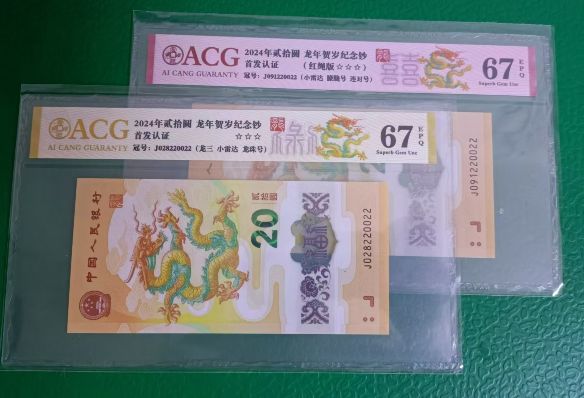 ACG
AI CANG GUARANTY
2024年贰拾圆 龙年贺岁纪念钞
首发认证 (红绳版☆☆☆)
冠号: J091220022 (小雷达 朦胧号 连对号)
囍
67
EPQ
Superb Gem Unc
ACG
AI CANG GUARANTY
2024年贰拾圆 龙年贺岁纪念钞
首发认证 ☆☆☆
冠号: J028220022 (龙三 小雷达 龙珠号)
禄
67
EPQ
Superb Gem Unc
J091220022
中国人民银行
贰拾圆
20
J028220022